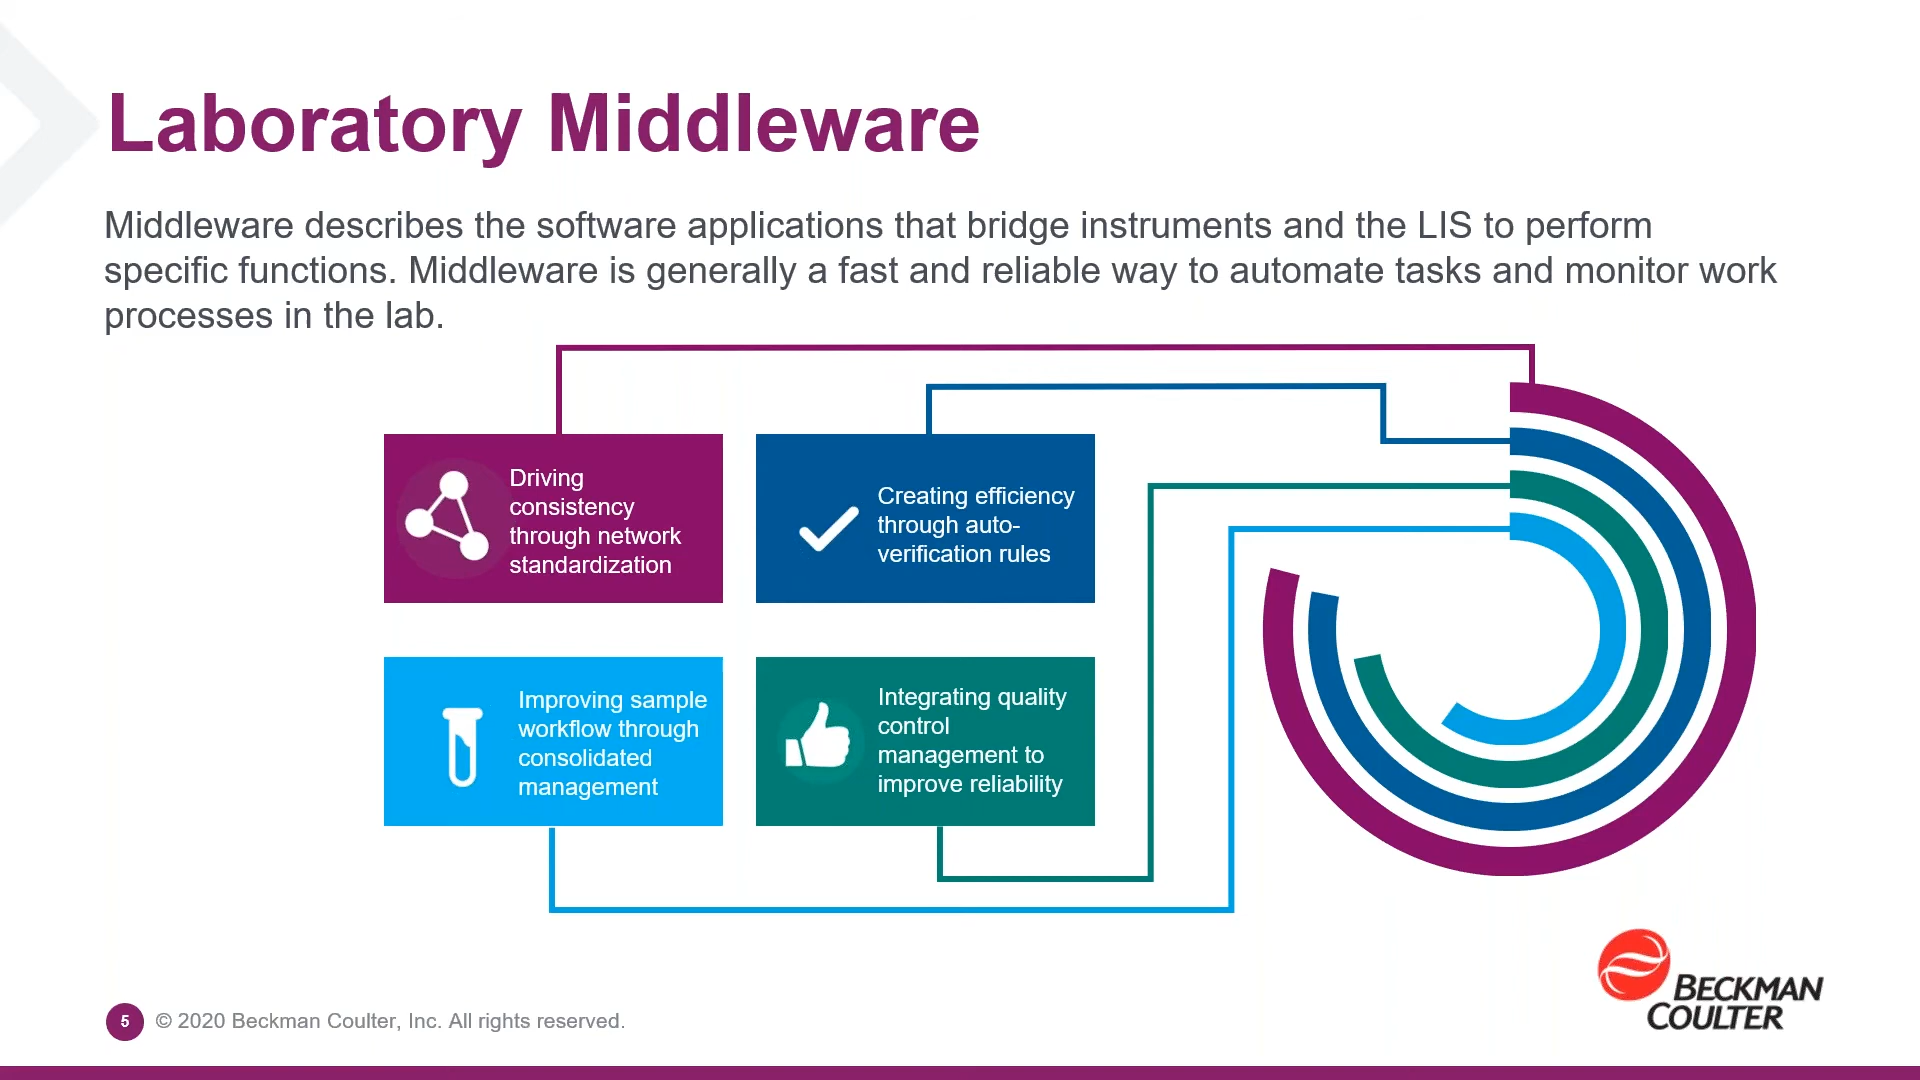 Laboratory Middleware
Middleware describes the software applications that bridge instruments and the LIS to perform
specific functions. Middleware is generally a fast and reliable way to automate tasks and monitor work
processes in the lab.
Driving
consistency
through network
standardization
Creating efficiency
through auto-
verification rules
Improving sample
workflow through
consolidated
management
Integrating quality
control
management to
improve reliability
BECKMAN
COULTER
5
© 2020 Beckman Coulter, Inc. All rights reserved.